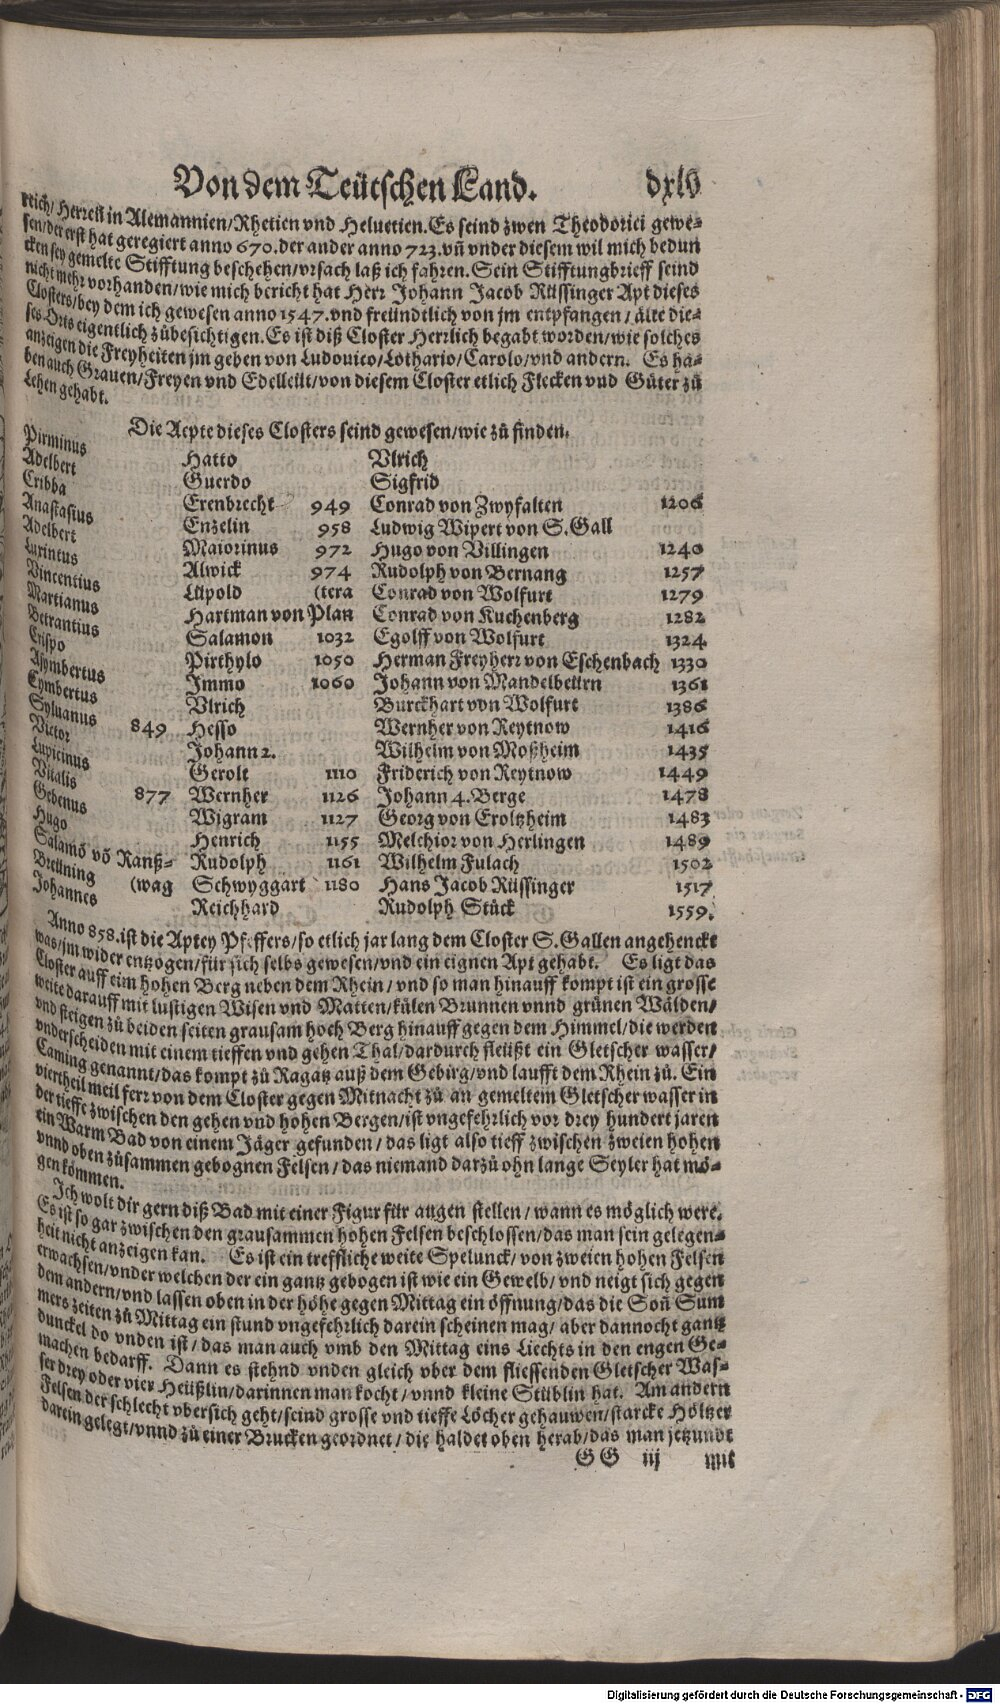 Von dem Teütschen Land. dxlv
reich/ Herren in Alemannien/Rhetien vnd Heluetien. Es seind zwen Theodorici gewe-
sen/der erst hat geregiert anno 670. der ander anno 723. vñ vnder diesem wil mich bedun
cken sey gemelte Stifftung beschehen/vrsach laß ich fahren. Sein Stifftungbrieff seind
nicht mehr vorhanden/wie mich bericht hat Herr Johann Jacob Rüssinger Apt dieses
Closters/bey dem ich gewesen anno 1547. vnd freündtlich von jm entpfangen/ älte die-
ses Orts eigentlich zůbesichtigen. Es ist diß Closter Herrlich begabt worden/wie solches
anzeigen die Freyheiten jm geben von Ludouico/Lothario/Carolo/vnd andern. Es ha-
ben auch Grauen/Freyen vnd Edelleüt/von diesem Closter etlich Flecken vnd Güter zů
Lehen gehabt.
Die Aepte dieses Closters seind gewesen/wie zů finden.
Pirminus
Adelbert
Cribba
Anastasius
Adelbert
Lurintus
Vincentius
Martianus
Betrantius
Crispo
Asymbertus
Cymbertus
Syluanus
Victor 849
Lupicinus
Vitalis
Gebenus 877
Hugo
Salamõ võ Ranß-
Breüning (wag
Johannes
Hatto
Guerdo
Erenbrecht 949
Enzelin 958
Maiorinus 972
Alwick 974
Lüpold (tera
Hartman von Plan
Salamon 1032
Pirthylo 1050
Immo 1060
Vlrich
Hesso
Johann 2.
Gerolt 1110
Wernher 1126
Wigram 1127
Henrich 1155
Rudolph 1161
Schwyggart 1180
Reichhard
Vlrich
Sigfrid
Conrad von Zwyfalten 1206
Ludwig Wipert von S. Gall
Hugo von Villingen 1240
Rudolph von Bernang 1257
Conrad von Wolfurt 1279
Conrad von Kuchenberg 1282
Egolff von Wolfurt 1324
Herman Freyherr von Eschenbach 1330
Johann von Mandelbeürn 1361
Burckhart von Wolfurt 1386
Wernher von Reytnow 1416
Wilhelm von Moßheim 1435
Friderich von Reytnow 1449
Johann 4. Berge 1478
Georg von Eroltzheim 1483
Melchior von Herlingen 1489
Wilhelm Fulach 1502
Hans Jacob Rüssinger 1517
Rudolph Stück 1559.
Anno 858. ist die Aptey Pfeffers/so etlich jar lang dem Closter S. Gallen angehenckt
was/jm wider entzogen/für sich selbs gewesen/vnd ein eignen Apt gehabt. Es ligt das
Closter auff eim hohen Berg neben dem Rhein/ vnd so man hinauff kompt ist ein grosse
weite darauff mit lustigen Wisen vnd Matten/külen Brunnen vnnd grünen Wälden/
vnd steigen zů beiden seiten grausam hoch Berg hinauff gegen dem Himmel/die werden
vnderscheiden mit einem tieffen vnd gehen Thal/dardurch fleüßt ein Gletscher wasser/
Caming genannt/das kompt zů Ragatz auß dem Gebirg/vnd laufft dem Rhein zů. Ein
viertheil meil ferr von dem Closter gegen Mitnacht zů an gemeltem Gletscher wasser in
der tieffe zwischen den gehen vnd hohen Bergen/ist vngefehrlich vor drey hundert jaren
ein Warm Bad von einem Jäger gefunden/das ligt also tieff zwischen zweien hohen
vnnd oben zůsammen gebognen Felsen/das niemand darzů ohn lange Seyler hat mö-
gen kommen.
Ich wolt dir gern diß Bad mit einer Figur für augen stellen/ wann es möglich were.
Es ist so gar zwischen den grausammen hohen Felsen beschlossen/das man sein gelegen-
heit nicht anzeigen kan. Es ist ein treffliche weite Spelunck/ von zweien hohen Felsen
erwachsen/vnder welchen der ein gantz gebogen ist wie ein Gewelb/ vnd neigt sich gegen
dem andern/vnd lassen oben in der höhe gegen Mittag ein öffnung/das die Soñ Sum
mers zeiten zů Mittag ein stund vngefehrlich darein scheinen mag/ aber dannocht gantz
dunckel do vnden ist/ das man auch vmb den Mittag eins Liechts in den engen Ge-
machen bedarff. Dann es stehnd vnden gleich vber dem fliessenden Gletscher Was-
ser drey oder vier Heüßlin/darinnen man kocht/ vnnd kleine Stüblin hat. Am andern
Felsen der schlecht vbersich geht/seind grosse vnd tieffe Löcher gehauwen/starcke Höltzer
darein gelegt/vnnd zů einer Brucken geordnet/ die haldet oben herab/das man jetzundt
GG iij mit
Digitalisierung gefördert durch die Deutsche Forschungsgemeinschaft - DFG